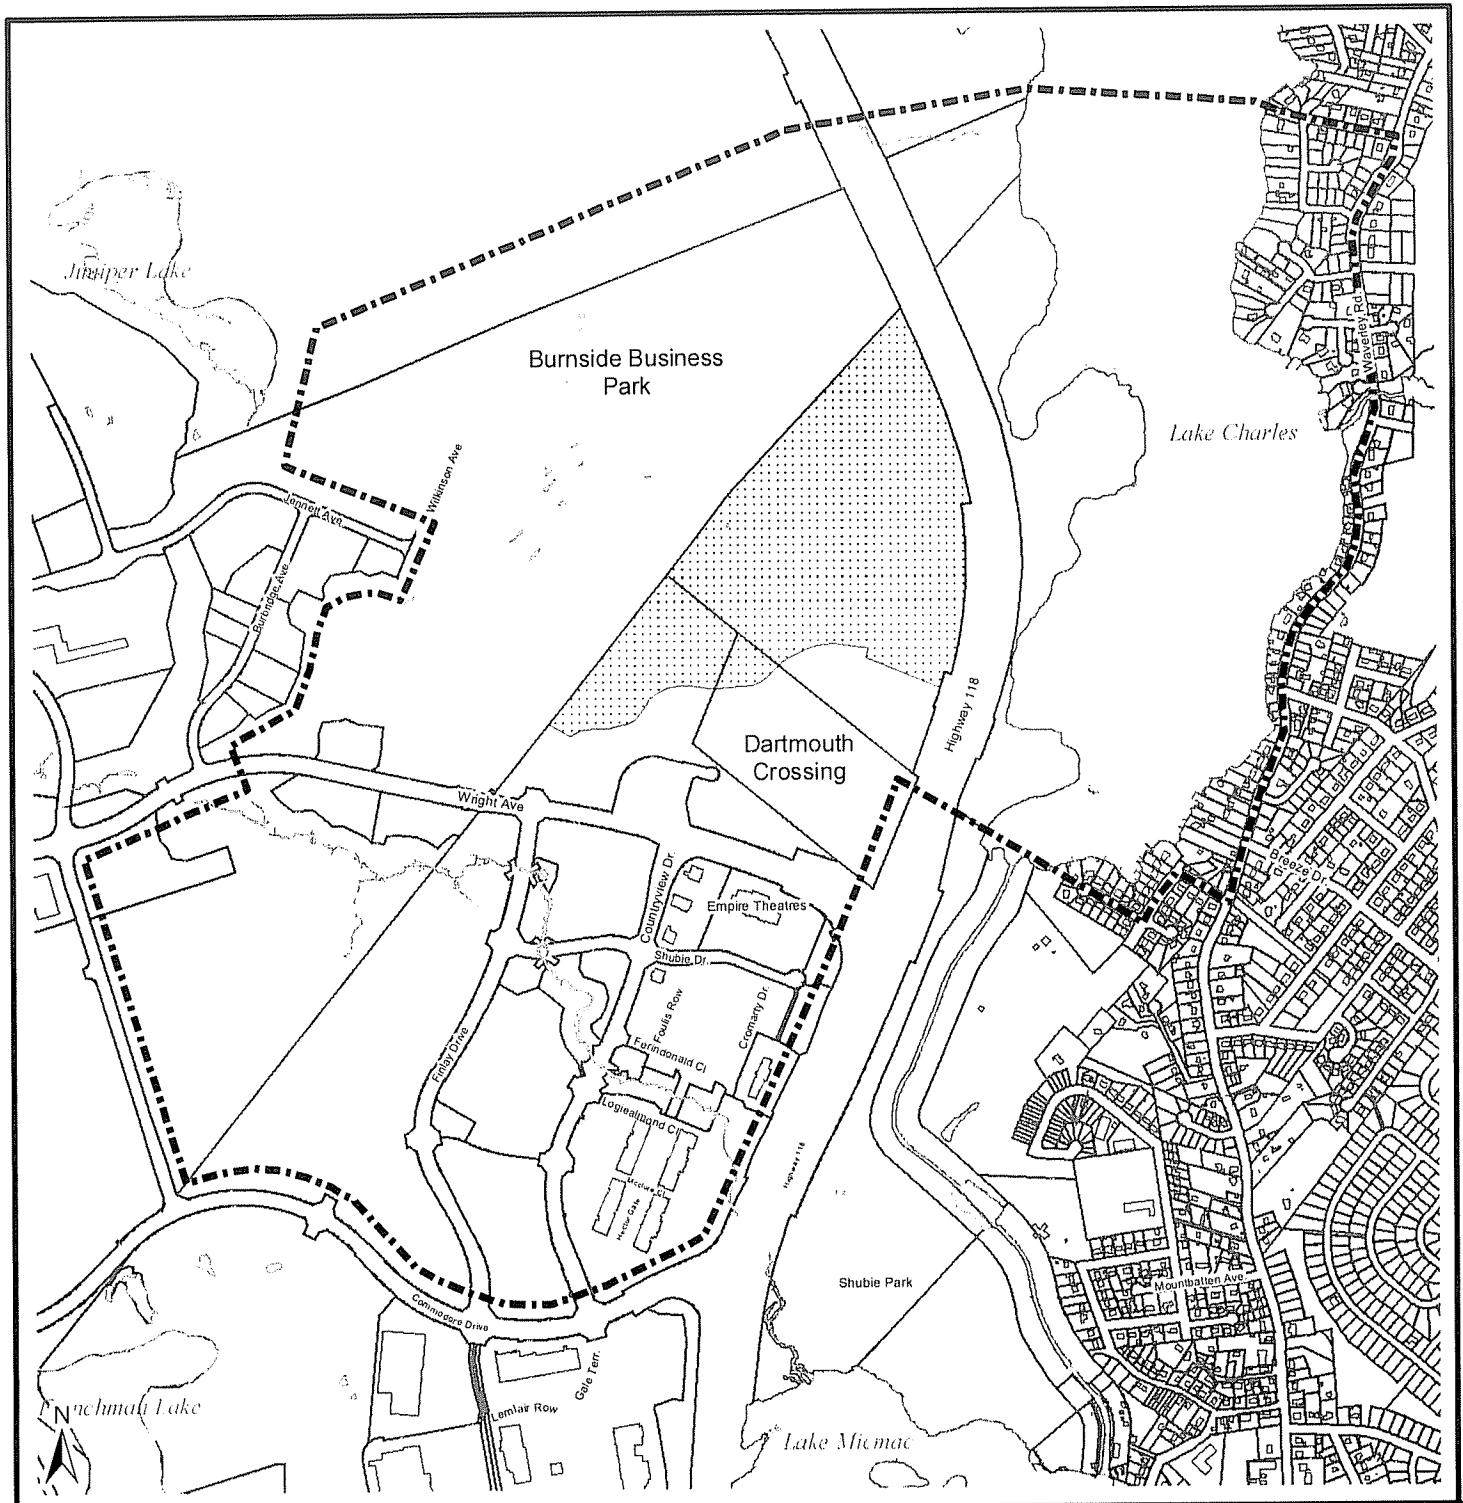 Juniper Lake
Burnside Business
Park
Waverley Rd.
Lake Charles
Wilkinson Ave
Jennett Ave
Burbridge Ave
Highway 118
Dartmouth
Crossing
Wright Ave
Breeze Dr.
Countryview Dr.
Empire Theatres
Shubie Dr.
Foulis Row
Cromarty Dr.
Finlay Drive
Ferindonald Cl
Logiealmond Cl
Highway 118
Hector Gate
Shubie Park
Mountbatten Ave.
Commodore Drive
Gale Terr.
Lemlair Row
Lake Micmac
N